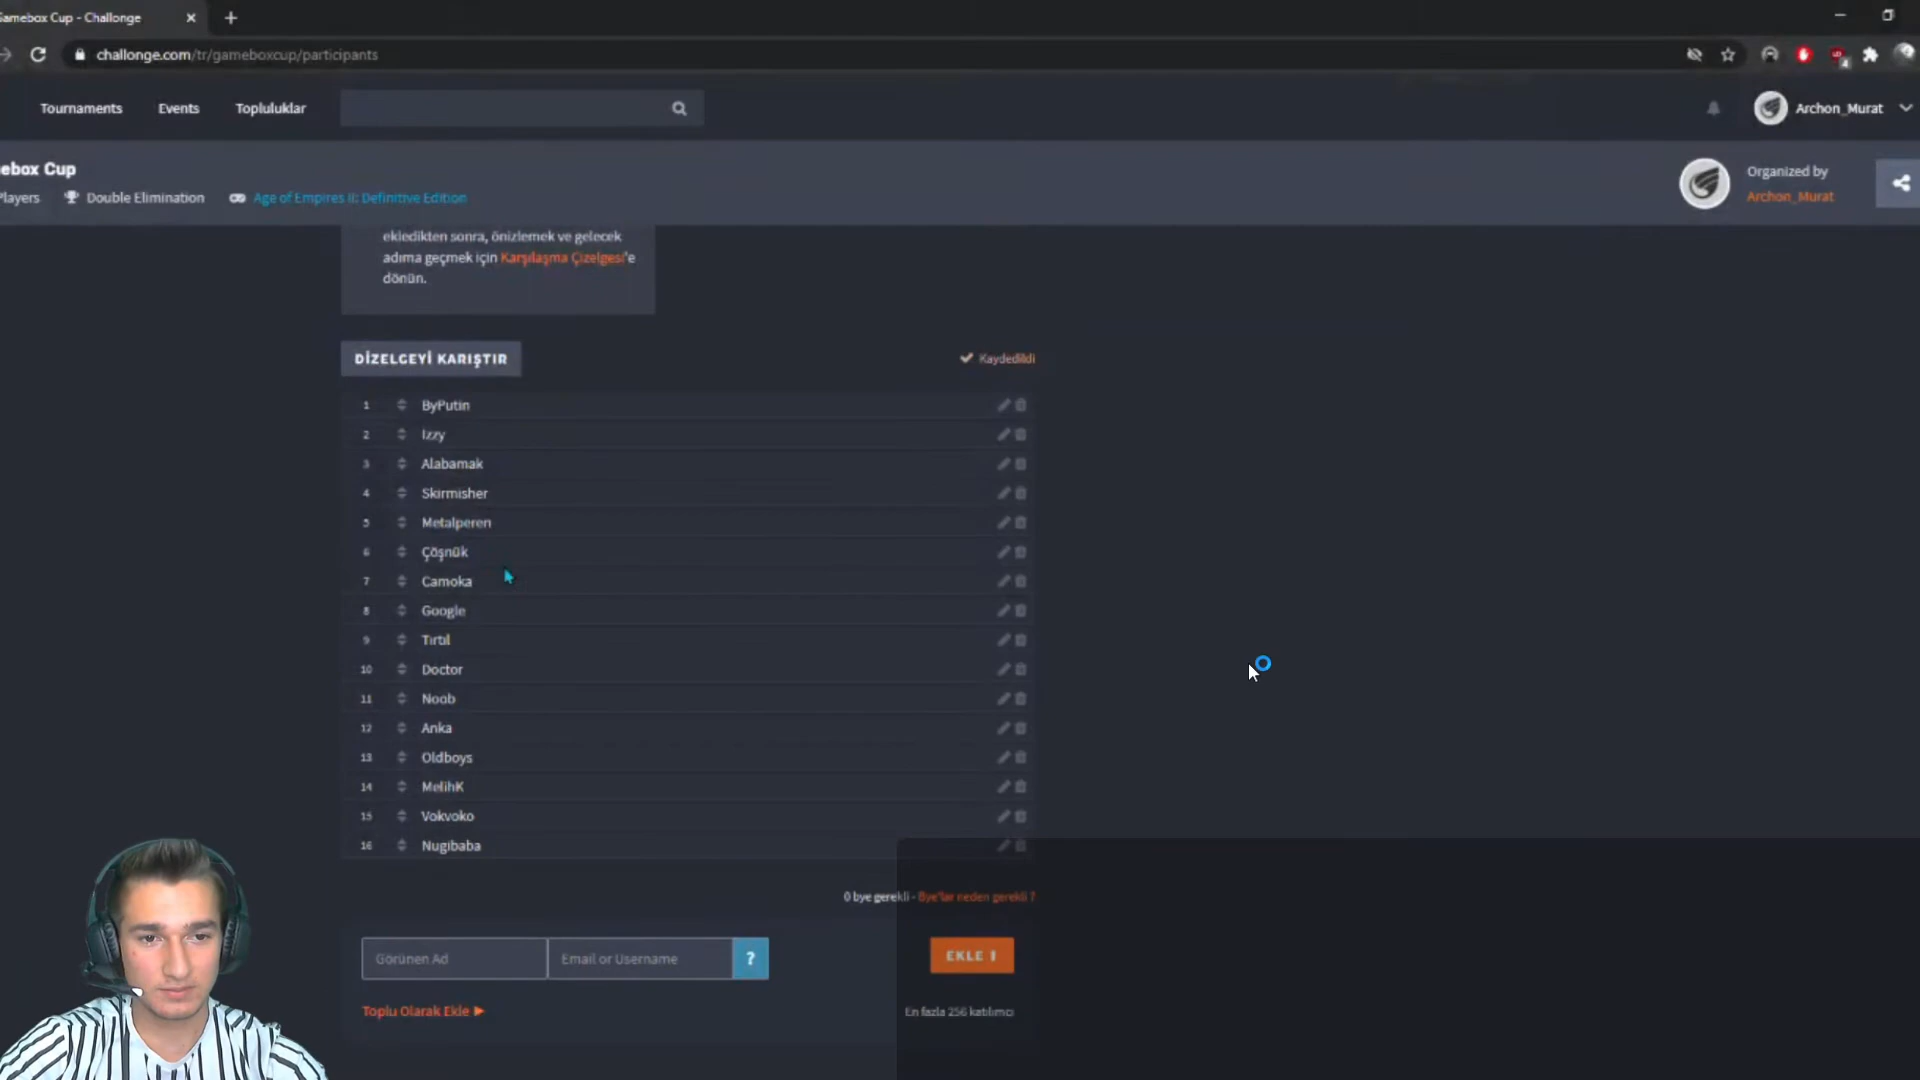 Gamebox Cup - Challonge
challonge.com/tr/gameboxcup/participants
Tournaments Events Topluluklar
Archon_Murat
ebox Cup
Players Double Elimination Age of Empires II: Definitive Edition
Organized by
Archon_Murat
ekledikten sonra, önizlemek ve gelecek
adıma geçmek için Karşılaşma Çizelgesi'e
dönün.
DİZELGEYİ KARIŞTIR
Kaydedildi
1 ByPutin
2 Izzy
3 Alabamak
4 Skirmisher
5 Metalperen
6 Çöşnük
7 Camoka
8 Google
9 Tırtıl
10 Doctor
11 Noob
12 Anka
13 Oldboys
14 MelihK
15 Vokvoko
16 Nugibaba
0 bye gerekli - Bye'lar neden gerekli ?
Görünen Ad Email or Username ? EKLE
Toplu Olarak Ekle
En fazla 256 katılımcı